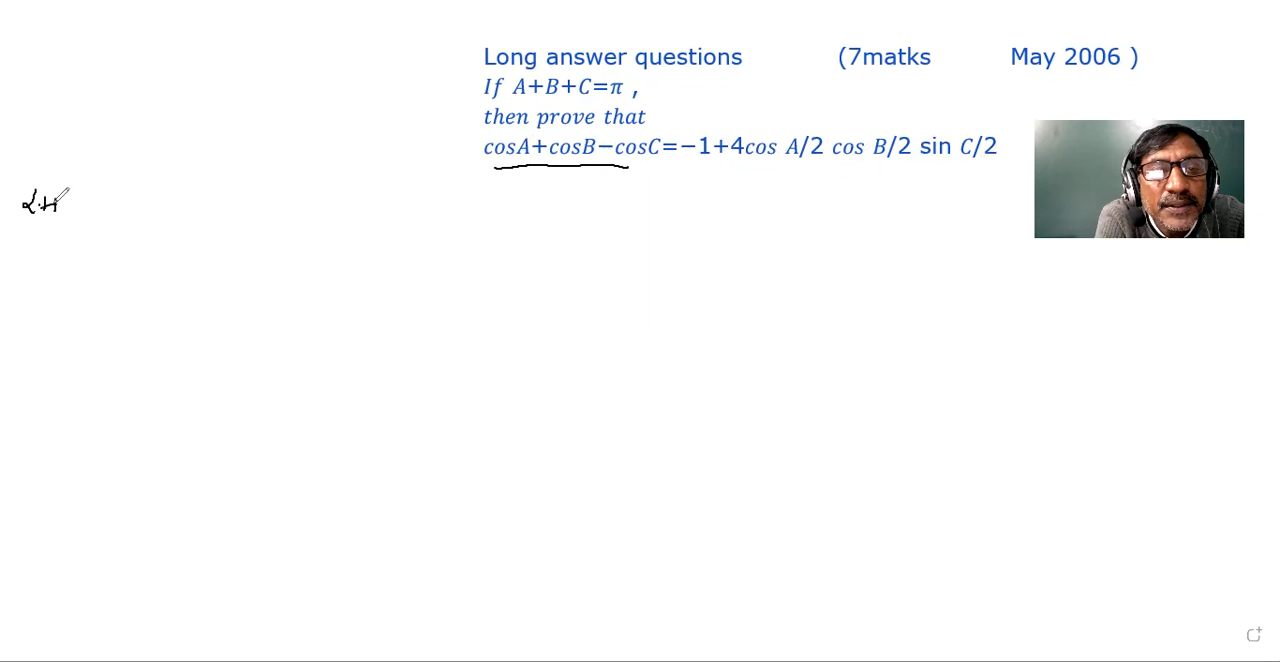 Long answer questions (7matks May 2006 )
If A+B+C=π ,
then prove that
cosA+cosB−cosC=−1+4cos A/2 cos B/2 sin C/2
L.H